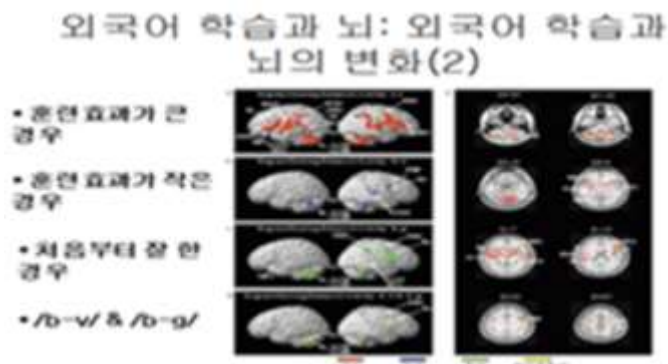 외국어 학습과 뇌: 외국어 학습과
뇌의 변화(2)
• 훈련효과가 큰
경우
• 훈련효과가 작은
경우
• 처음부터 잘 한
경우
• /b-v/ & /b-g/